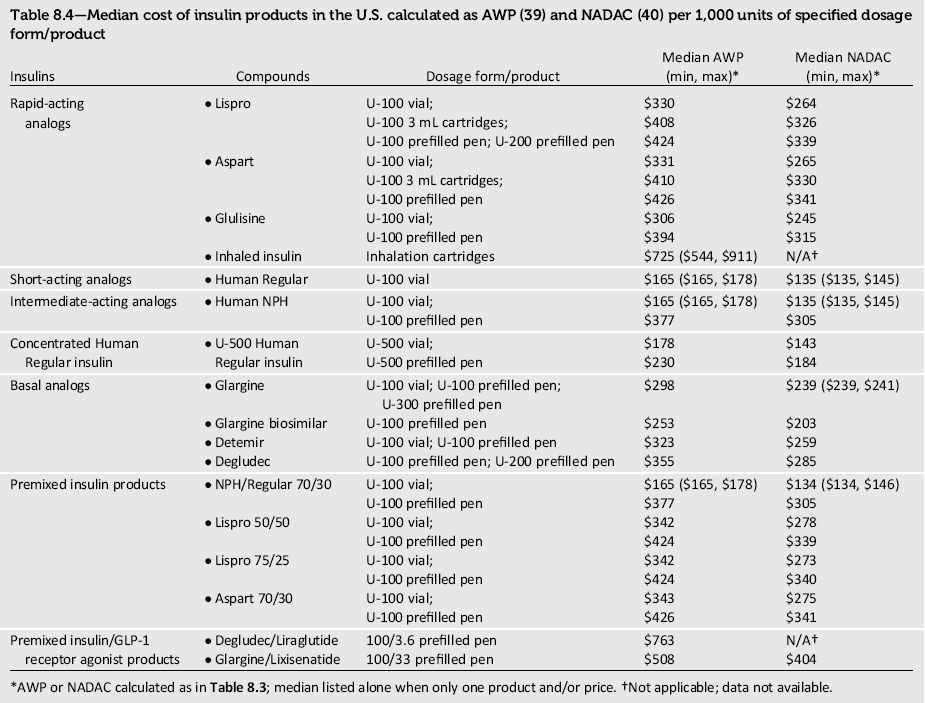 Table 8.4—Median cost of insulin products in the U.S. calculated as AWP (39) and NADAC (40) per 1,000 units of specified dosage
form/product
Median AWP Median NADAC
Insulins Compounds Dosage form/product (min, max)* (min, max)*
Rapid-acting • Lispro U-100 vial; $330 $264
analogs U-100 3 mL cartridges; $408 $326
U-100 prefilled pen; U-200 prefilled pen $424 $339
• Aspart U-100 vial; $331 $265
U-100 3 mL cartridges; $410 $330
U-100 prefilled pen $426 $341
• Glulisine U-100 vial; $306 $245
U-100 prefilled pen $394 $315
• Inhaled insulin Inhalation cartridges $725 ($544, $911) N/A†
Short-acting analogs • Human Regular U-100 vial $165 ($165, $178) $135 ($135, $145)
Intermediate-acting analogs • Human NPH U-100 vial; $165 ($165, $178) $135 ($135, $145)
U-100 prefilled pen $377 $305
Concentrated Human • U-500 Human U-500 vial; $178 $143
Regular insulin Regular insulin U-500 prefilled pen $230 $184
Basal analogs • Glargine U-100 vial; U-100 prefilled pen; $298 $239 ($239, $241)
U-300 prefilled pen
• Glargine biosimilar U-100 prefilled pen $253 $203
• Detemir U-100 vial; U-100 prefilled pen $323 $259
• Degludec U-100 prefilled pen; U-200 prefilled pen $355 $285
Premixed insulin products • NPH/Regular 70/30 U-100 vial; $165 ($165, $178) $134 ($134, $146)
U-100 prefilled pen $377 $305
• Lispro 50/50 U-100 vial; $342 $278
U-100 prefilled pen $424 $339
• Lispro 75/25 U-100 vial; $342 $273
U-100 prefilled pen $424 $340
• Aspart 70/30 U-100 vial; $343 $275
U-100 prefilled pen $426 $341
Premixed insulin/GLP-1 • Degludec/Liraglutide 100/3.6 prefilled pen $763 N/A†
receptor agonist products • Glargine/Lixisenatide 100/33 prefilled pen $508 $404
*AWP or NADAC calculated as in Table 8.3; median listed alone when only one product and/or price. †Not applicable; data not available.